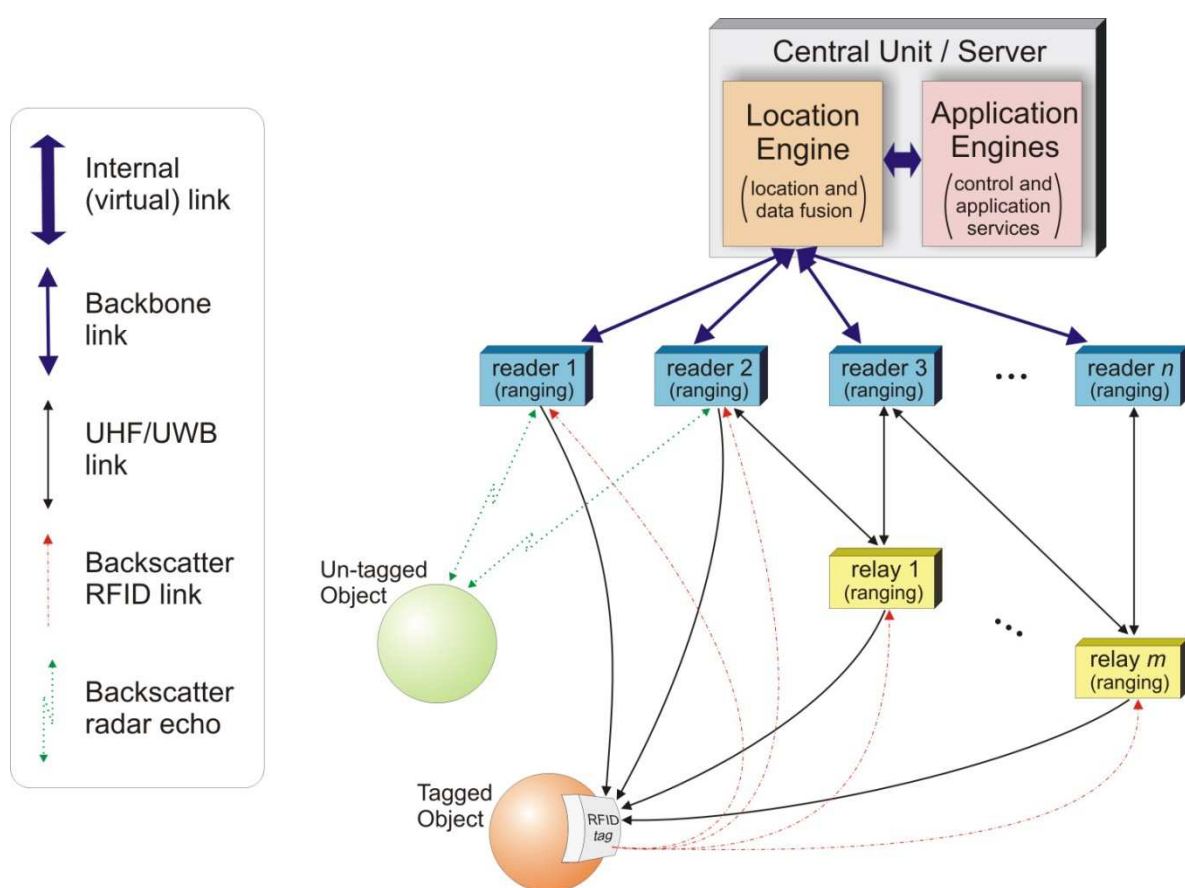 Central Unit / Server
Location
Engine
(location and
data fusion)
Application
Engines
(control and
application
services)
Internal
(virtual) link
Backbone
link
UHF/UWB
link
Backscatter
RFID link
Backscatter
radar echo
reader 1
(ranging)
reader 2
(ranging)
reader 3
(ranging)
...
reader n
(ranging)
Un-tagged
Object
relay 1
(ranging)
...
relay m
(ranging)
Tagged
Object
RFID
tag